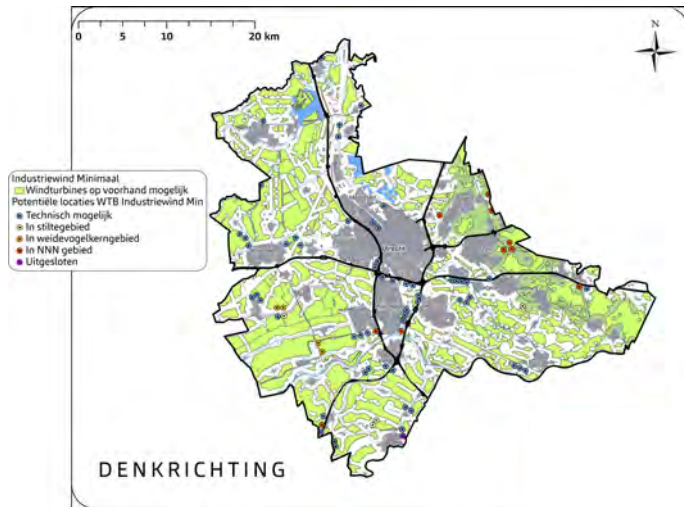 0 5 10 20 km
N
Industriewind Minimaal
Windturbines op voorhand mogelijk
Potentiële locaties WTB Industriewind Min
Technisch mogelijk
In stiltegebied
In weidevogelkerngebied
In NNN gebied
Uitgesloten
Utrecht
DENKRICHTING